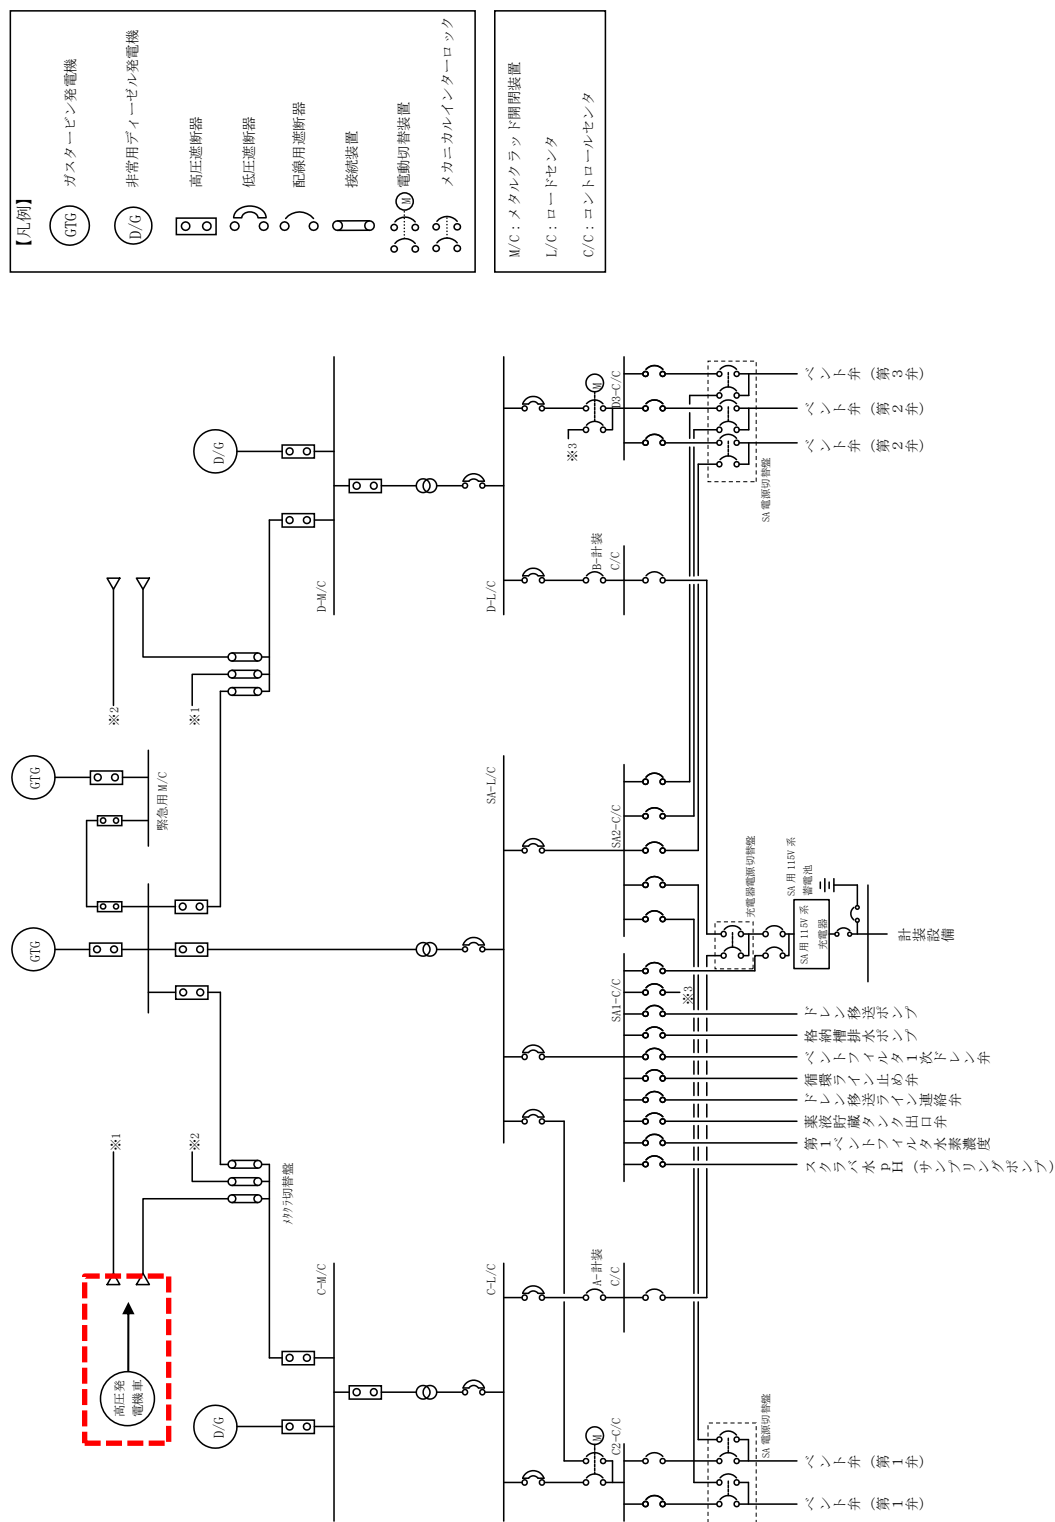 【凡例】
GTG ガスタービン発電機
D/G 非常用ディーゼル発電機
高圧遮断器
低圧遮断器
配線用遮断器
接続装置
M 電動切替装置
メカニカルインターロック
M/C：メタルクラッド開閉装置
L/C：ロードセンタ
C/C：コントロールセンタ
高圧発
電機車
※1
※2
メタクラ切替盤
GTG
GTG
緊急用M/C
※2
※1
D/G
C-M/C
D/G
D-M/C
C-L/C
SA-L/C
D-L/C
M
C2-C/C
A-計装
C/C
SA1-C/C
※3
SA2-C/C
B-計装
C/C
※3
M
D3-C/C
SA電源切替盤
充電器電源切替盤
SA用115V系
充電器
SA用115V系
蓄電池
SA電源切替盤
ベント弁（第1弁）
ベント弁（第1弁）
スクラバ水pH（サンプリングポンプ）
第1ベントフィルタ水素濃度
薬液貯蔵タンク出口弁
ドレン移送ライン連絡弁
循環ライン止め弁
ベントフィルタ1次ドレン弁
格納槽排水ポンプ
ドレン移送ポンプ
計装設備
ベント弁（第2弁）
ベント弁（第2弁）
ベント弁（第3弁）